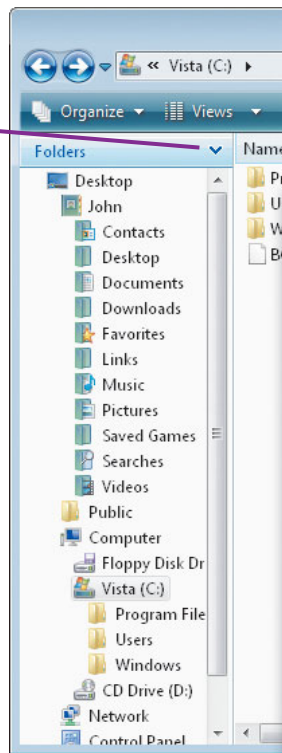 « Vista (C:)
Organize Views
Folders Name
Desktop
John
Contacts
Desktop
Documents
Downloads
Favorites
Links
Music
Pictures
Saved Games
Searches
Videos
Public
Computer
Floppy Disk Dr
Vista (C:)
Program File
Users
Windows
CD Drive (D:)
Network
Control Panel